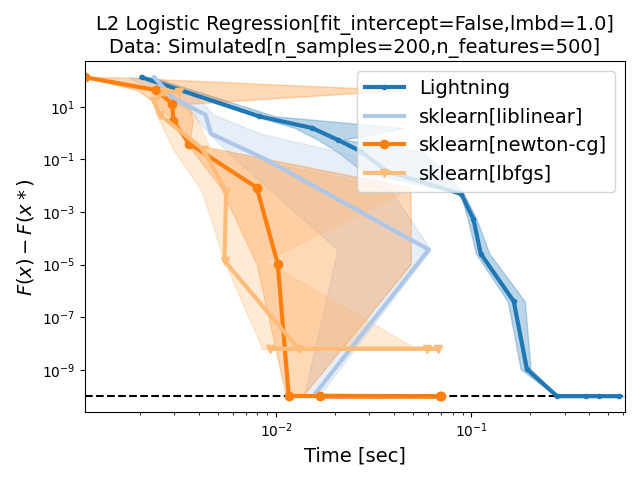 L2 Logistic Regression[fit_intercept=False,lmbd=1.0]
Data: Simulated[n_samples=200,n_features=500]
Lightning
sklearn[liblinear]
sklearn[newton-cg]
sklearn[lbfgs]
F(x) − F(x*)
10¹
10⁻¹
10⁻³
10⁻⁵
10⁻⁷
10⁻⁹
10⁻² 10⁻¹
Time [sec]